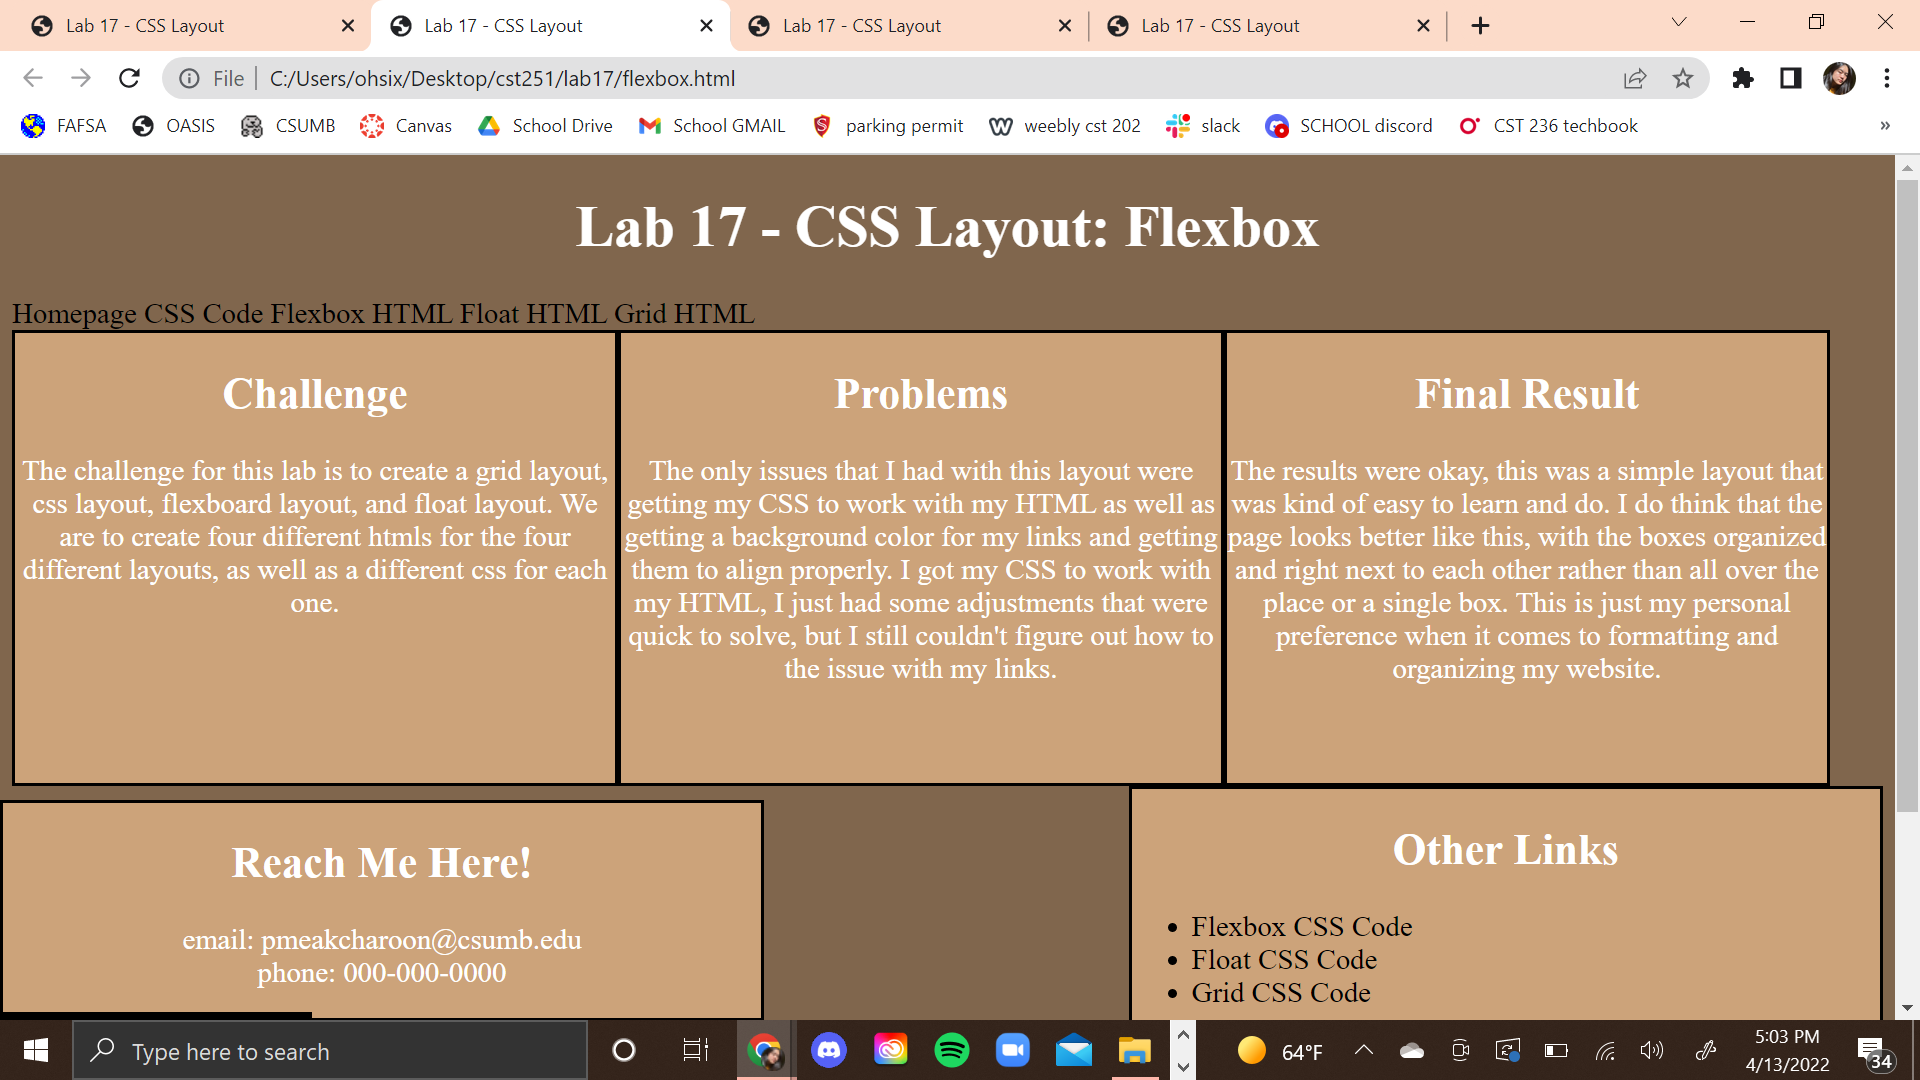 Lab 17 - CSS Layout
Lab 17 - CSS Layout
Lab 17 - CSS Layout
Lab 17 - CSS Layout
File
C:/Users/ohsix/Desktop/cst251/lab17/flexbox.html
FAFSA
OASIS
CSUMB
Canvas
School Drive
School GMAIL
parking permit
weebly cst 202
slack
SCHOOL discord
CST 236 techbook
»
Lab 17 - CSS Layout: Flexbox
Homepage CSS Code Flexbox HTML Float HTML Grid HTML
Challenge
The challenge for this lab is to create a grid layout,
css layout, flexboard layout, and float layout. We
are to create four different htmls for the four
different layouts, as well as a different css for each
one.
Problems
The only issues that I had with this layout were
getting my CSS to work with my HTML as well as
getting a background color for my links and getting
them to align properly. I got my CSS to work with
my HTML, I just had some adjustments that were
quick to solve, but I still couldn't figure out how to
the issue with my links.
Final Result
The results were okay, this was a simple layout that
was kind of easy to learn and do. I do think that the
page looks better like this, with the boxes organized
and right next to each other rather than all over the
place or a single box. This is just my personal
preference when it comes to formatting and
organizing my website.
Reach Me Here!
email: pmeakcharoon@csumb.edu
phone: 000-000-0000
Other Links
• Flexbox CSS Code
• Float CSS Code
• Grid CSS Code
Type here to search
64°F
5:03 PM
4/13/2022
34